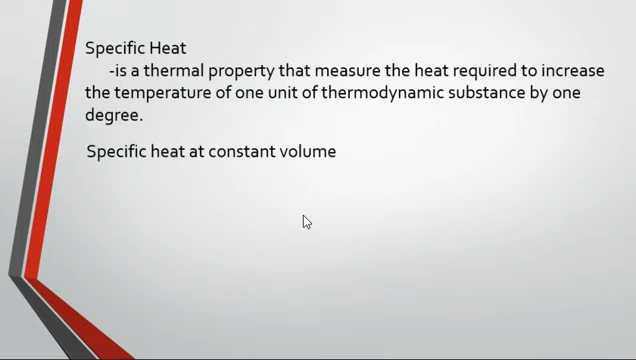 Specific Heat
-is a thermal property that measure the heat required to increase
the temperature of one unit of thermodynamic substance by one
degree.
Specific heat at constant volume